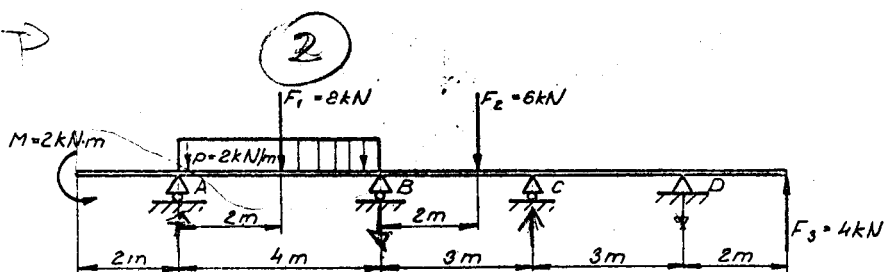 2
F₁ = 8kN
F₂ = 6kN
M=2kN·m
p=2kN/m
A
B
C
D
2m
2m
F₃ = 4kN
2m
4m
3m
3m
2m